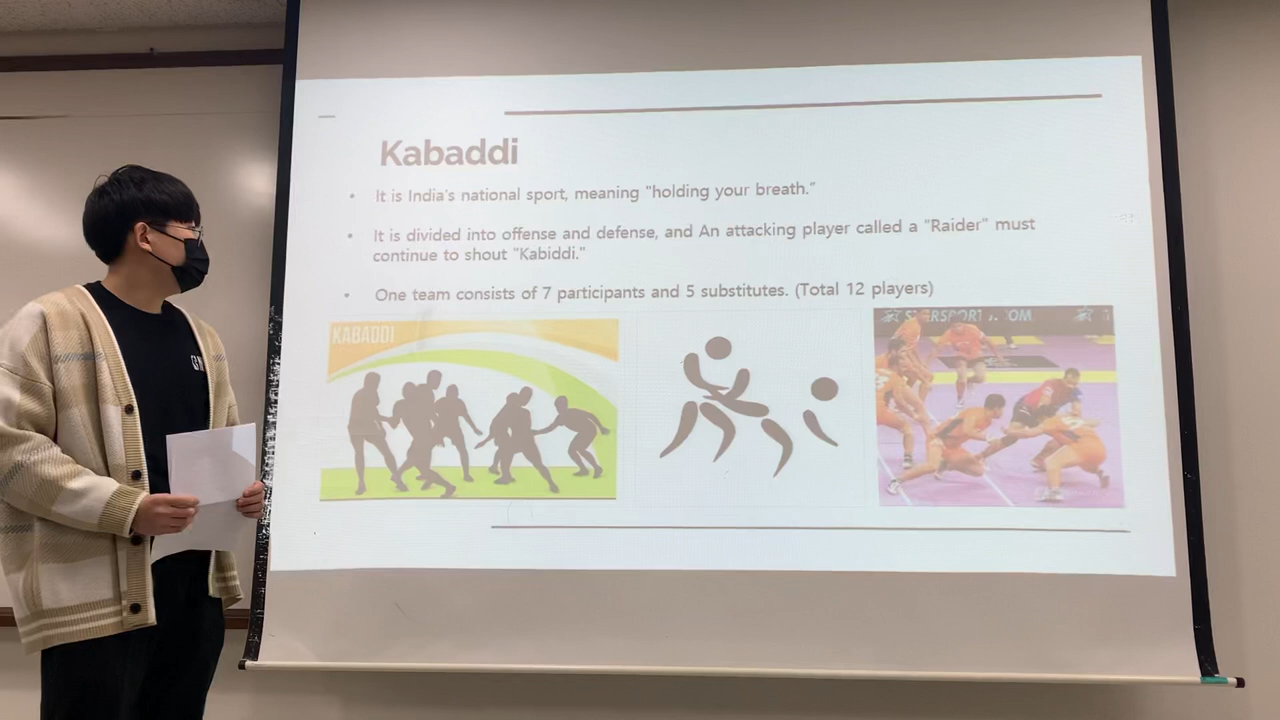 Kabaddi
• It is India's national sport, meaning "holding your breath."
• It is divided into offense and defense, and An attacking player called a "Raider" must
continue to shout "Kabiddi."
• One team consists of 7 participants and 5 substitutes. (Total 12 players)
KABADDI